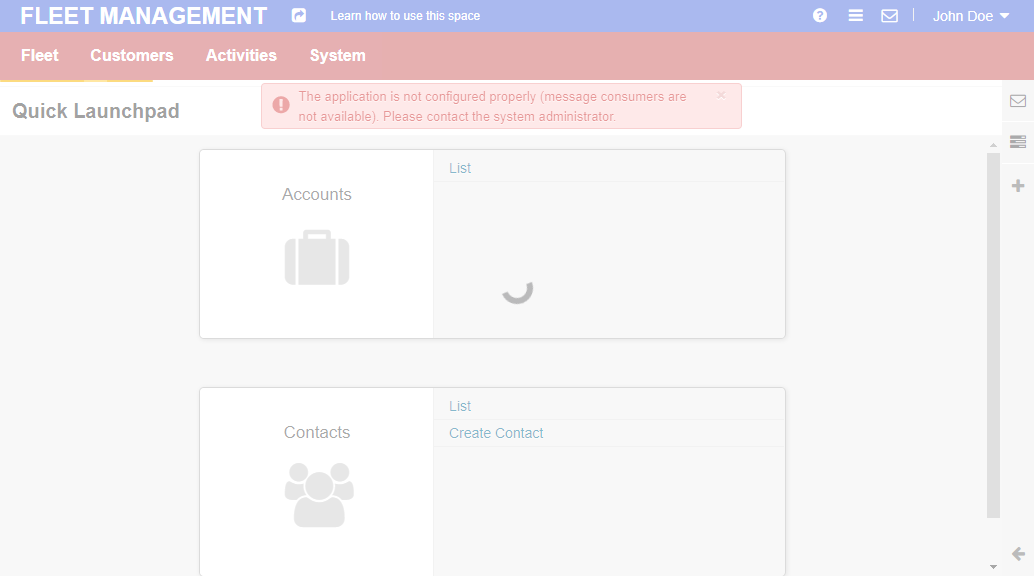 FLEET MANAGEMENT
Learn how to use this space
John Doe
Fleet
Customers
Activities
System
Quick Launchpad
The application is not configured properly (message consumers are
not available). Please contact the system administrator.
Accounts
List
Contacts
List
Create Contact